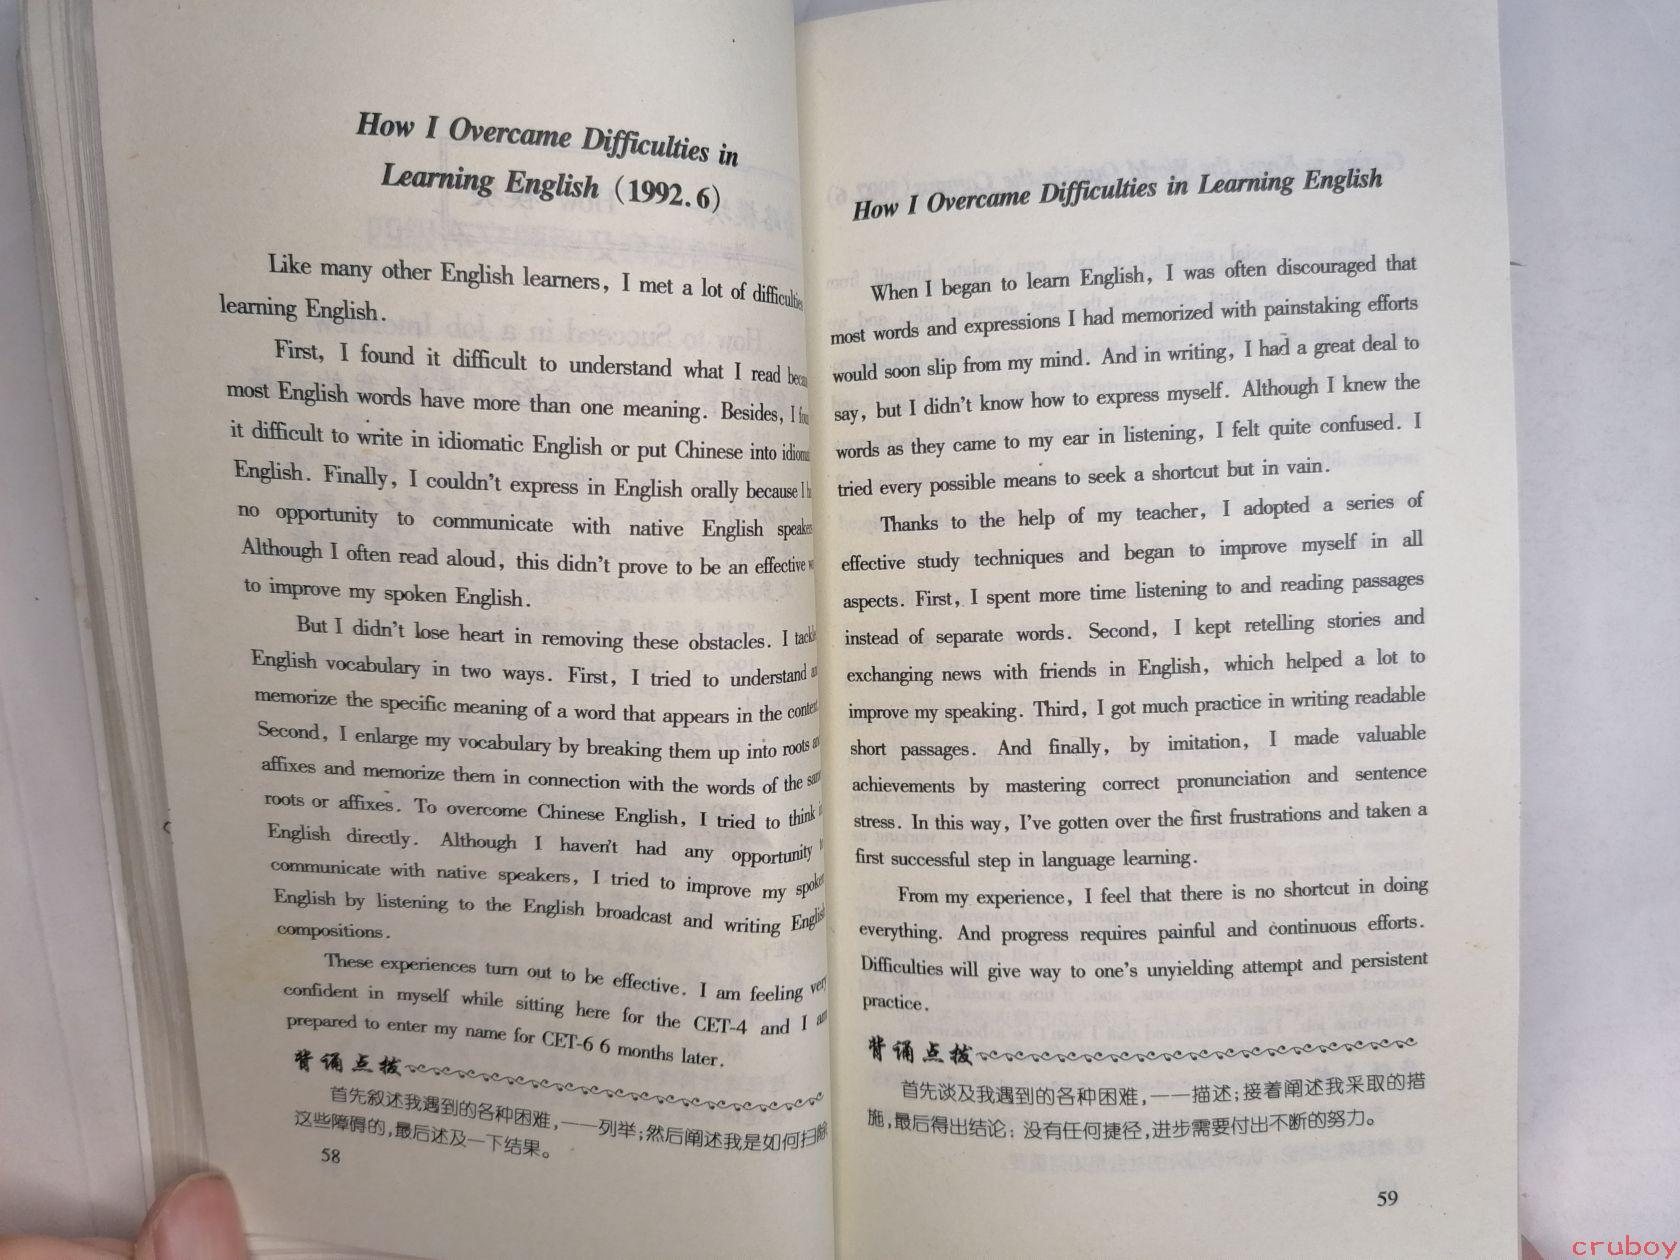 How I Overcame Difficulties in
Learning English (1992.6)
Like many other English learners, I met a lot of
learning English.
First, I found it difficult to understand what I read
most English words have more than one meaning. Besides, I
it difficult to write in idiomatic English or put Chinese into
English. Finally, I couldn't express in English orally because I
no opportunity to communicate with native English
Although I often read aloud, this didn't prove to be an effective
to improve my spoken English.
But I didn't lose heart in removing these obstacles. I
English vocabulary in two ways. First, I tried to understand
memorize the specific meaning of a word that appears in the
Second, I enlarge my vocabulary by breaking them up into roots
affixes and memorize them in connection with the words of the
roots or affixes. To overcome Chinese English, I tried to think
English directly. Although I haven't had any opportunity
communicate with native speakers, I tried to improve my
English by listening to the English broadcast and writing English
compositions.
These experiences turn out to be effective. I am feeling very
confident in myself while sitting here for the CET-4 and I am
prepared to enter my name for CET-6 6 months later.
背诵点拨
首先叙述我遇到的各种困难,一一列举;然后阐述我是如何扫除
这些障碍的,最后述及一下结果。
58
How I Overcame Difficulties in Learning English
When I began to learn English, I was often discouraged that
most words and expressions I had memorized with painstaking efforts
would soon slip from my mind. And in writing, I had a great deal to
say, but I didn't know how to express myself. Although I knew the
words as they came to my ear in listening, I felt quite confused. I
tried every possible means to seek a shortcut but in vain.
Thanks to the help of my teacher, I adopted a series of
effective study techniques and began to improve myself in all
aspects. First, I spent more time listening to and reading passages
instead of separate words. Second, I kept retelling stories and
exchanging news with friends in English, which helped a lot to
improve my speaking. Third, I got much practice in writing readable
short passages. And finally, by imitation, I made valuable
achievements by mastering correct pronunciation and sentence
stress. In this way, I've gotten over the first frustrations and taken a
first successful step in language learning.
From my experience, I feel that there is no shortcut in doing
everything. And progress requires painful and continuous efforts.
Difficulties will give way to one's unyielding attempt and persistent
practice.
背诵点拨
首先谈及我遇到的各种困难,一一描述;接着阐述我采取的措
施,最后得出结论:没有任何捷径,进步需要付出不断的努力。
59
cruboy